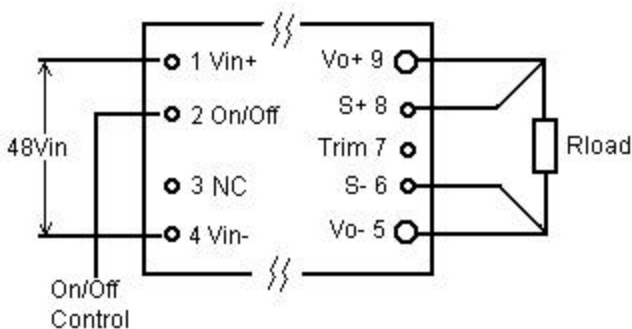 1 Vin+
Vo+ 9
2 On/Off
S+ 8
48Vin
Trim 7
Rload
3 NC
S- 6
4 Vin-
Vo- 5
On/Off
Control